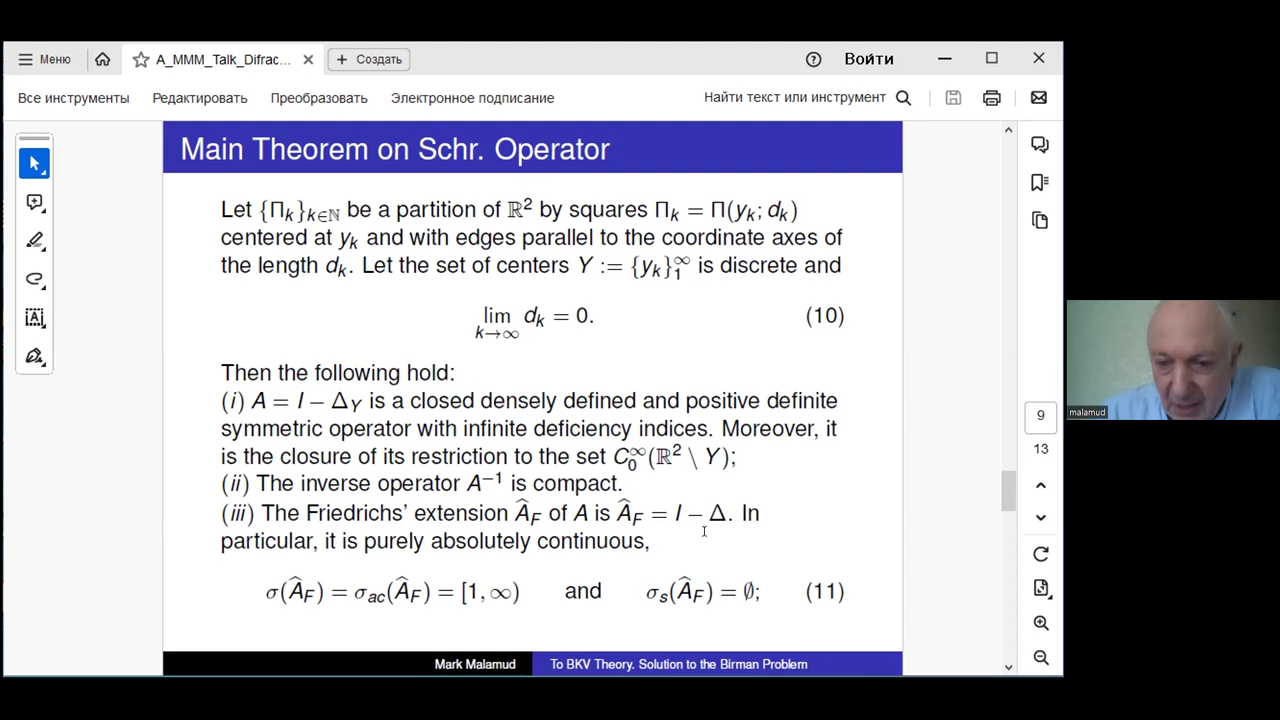 Меню
A_MMM_Talk_Difrac...
Создать
Войти
Все инструменты
Редактировать
Преобразовать
Электронное подписание
Найти текст или инструмент
Main Theorem on Schr. Operator
Let {Π_k}_{k∈ℕ} be a partition of ℝ² by squares Π_k = Π(y_k; d_k)
centered at y_k and with edges parallel to the coordinate axes of
the length d_k. Let the set of centers Y := {y_k}_1^∞ is discrete and
lim_{k→∞} d_k = 0. (10)
Then the following hold:
(i) A = I − Δ_Y is a closed densely defined and positive definite
symmetric operator with infinite deficiency indices. Moreover, it
is the closure of its restriction to the set C_0^∞(ℝ² \ Y);
(ii) The inverse operator A⁻¹ is compact.
(iii) The Friedrichs' extension Â_F of A is Â_F = I − Δ. In
particular, it is purely absolutely continuous,
σ(Â_F) = σ_ac(Â_F) = [1, ∞) and σ_s(Â_F) = ∅; (11)
Mark Malamud
To BKV Theory. Solution to the Birman Problem
9
13
malamud